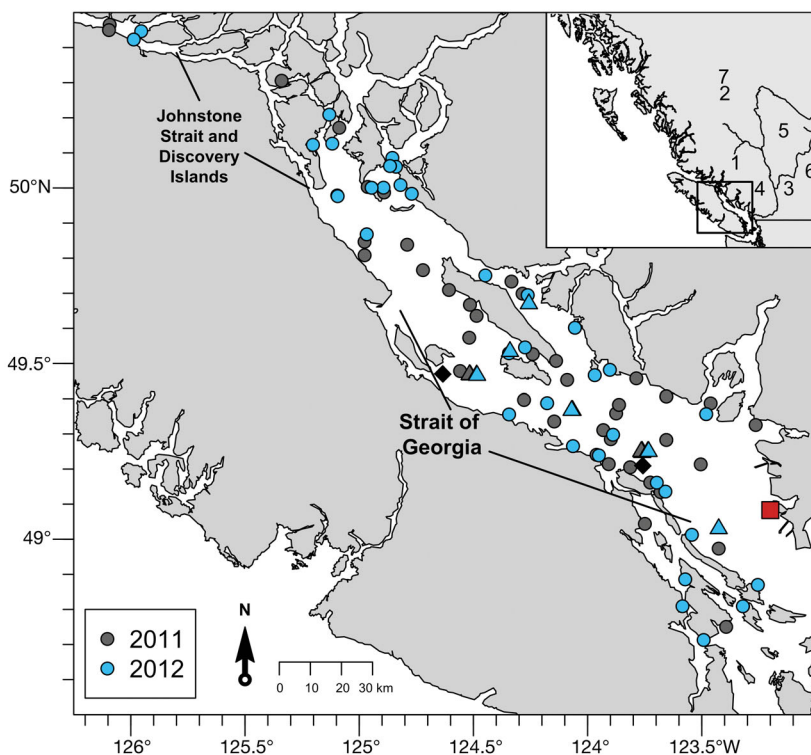 Johnstone
Strait and
Discovery
Islands
7
2
5
1
6
4
3
50°N
49.5°
Strait of
Georgia
49°
2011
2012
N
0 10 20 30 km
126°
125.5°
125°
124.5°
124°
123.5°W